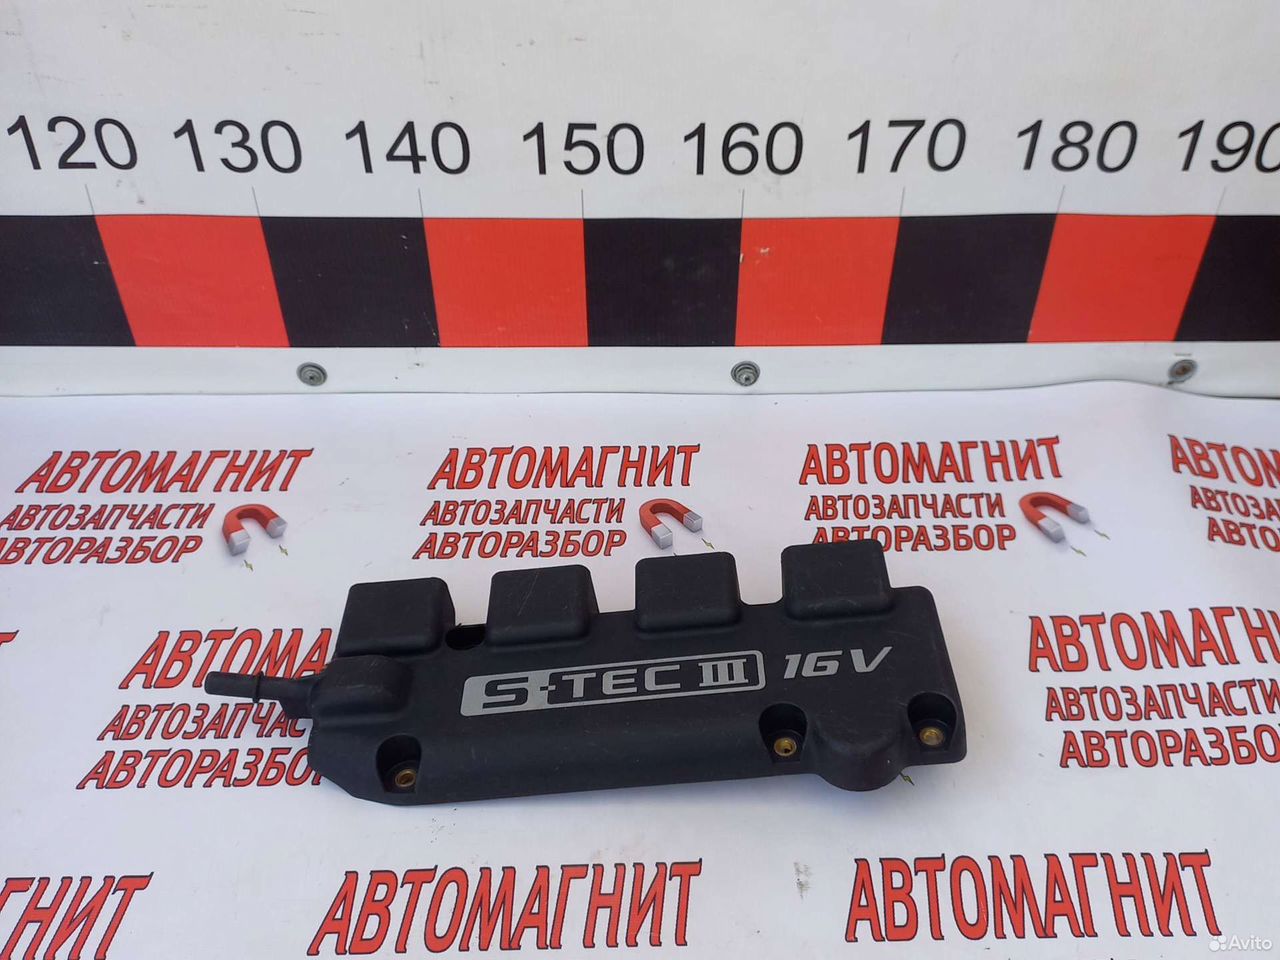 120 130 140 150 160 170 180 190
АВТОМАГНИТ АВТОМАГНИТ АВТОМАГНИТ
АВТОЗАПЧАСТИ АВТОЗАПЧАСТИ АВТОЗАПЧАСТИ
АВТОРАЗБОР АВТОРАЗБОР
S-TEC III 16V
АВТОМАГНИТ
АВТОЗАПЧАСТИ
АВТОРАЗБОР АВТОРАЗБОР
АВТОМАГНИТ АВТОМАГНИТ
Avito